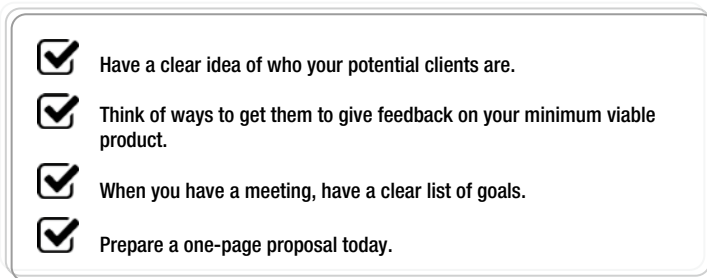 Have a clear idea of who your potential clients are.
Think of ways to get them to give feedback on your minimum viable
product.
When you have a meeting, have a clear list of goals.
Prepare a one-page proposal today.